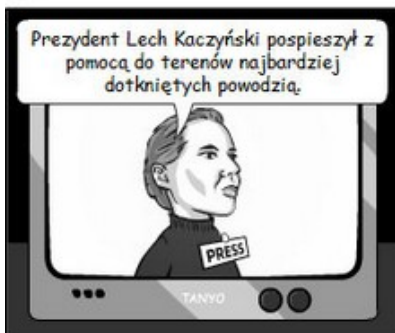 Prezydent Lech Kaczyński pospieszył z
pomocą do terenów najbardziej
dotkniętych powodzią.
PRESS
TANYO